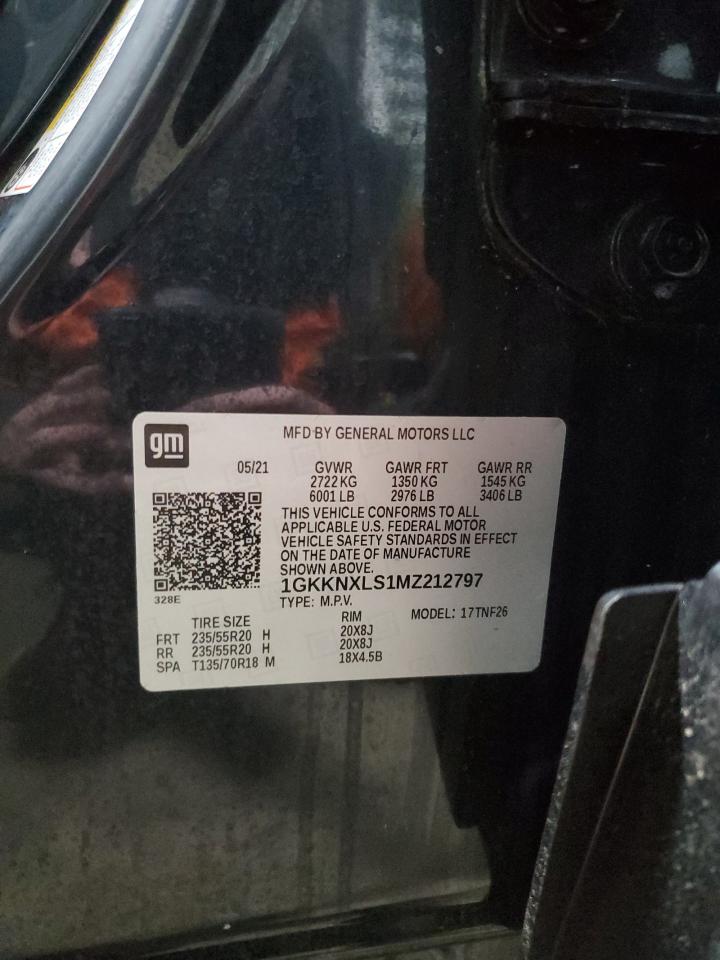 gm
MFD BY GENERAL MOTORS LLC
05/21 GVWR GAWR FRT GAWR RR
2722 KG 1350 KG 1545 KG
6001 LB 2976 LB 3406 LB
THIS VEHICLE CONFORMS TO ALL
APPLICABLE U.S. FEDERAL MOTOR
VEHICLE SAFETY STANDARDS IN EFFECT
ON THE DATE OF MANUFACTURE
SHOWN ABOVE.
1GKKNXLS1MZ212797
328E
TYPE: M.P.V. MODEL: 17TNF26
TIRE SIZE RIM
FRT 235/55R20 H 20X8J
RR 235/55R20 H 20X8J
SPA T135/70R18 M 18X4.5B